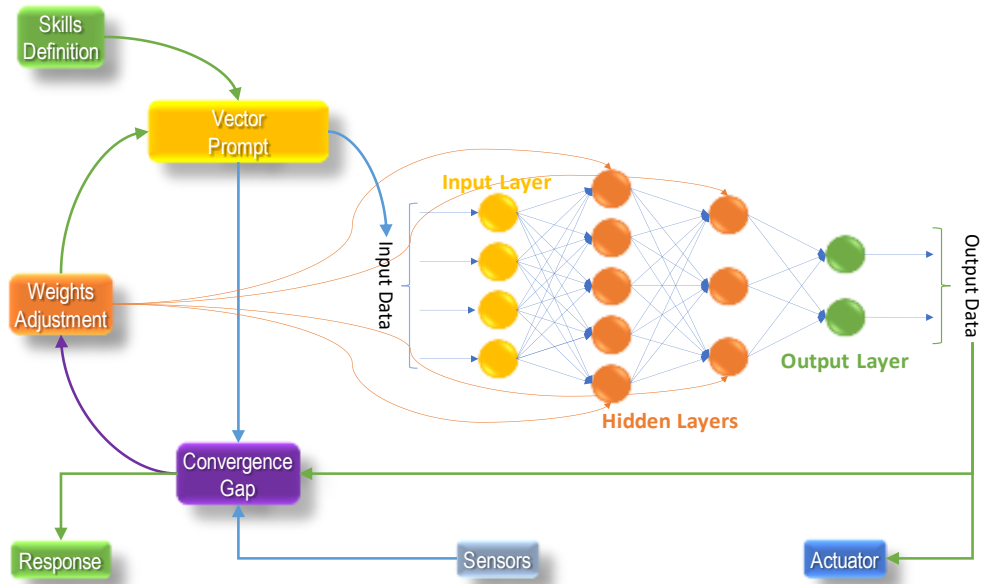 Skills
Definition
Vector
Prompt
Input Layer
Input Data
Output Data
Weights
Adjustment
Output Layer
Hidden Layers
Convergence
Gap
Response
Sensors
Actuator